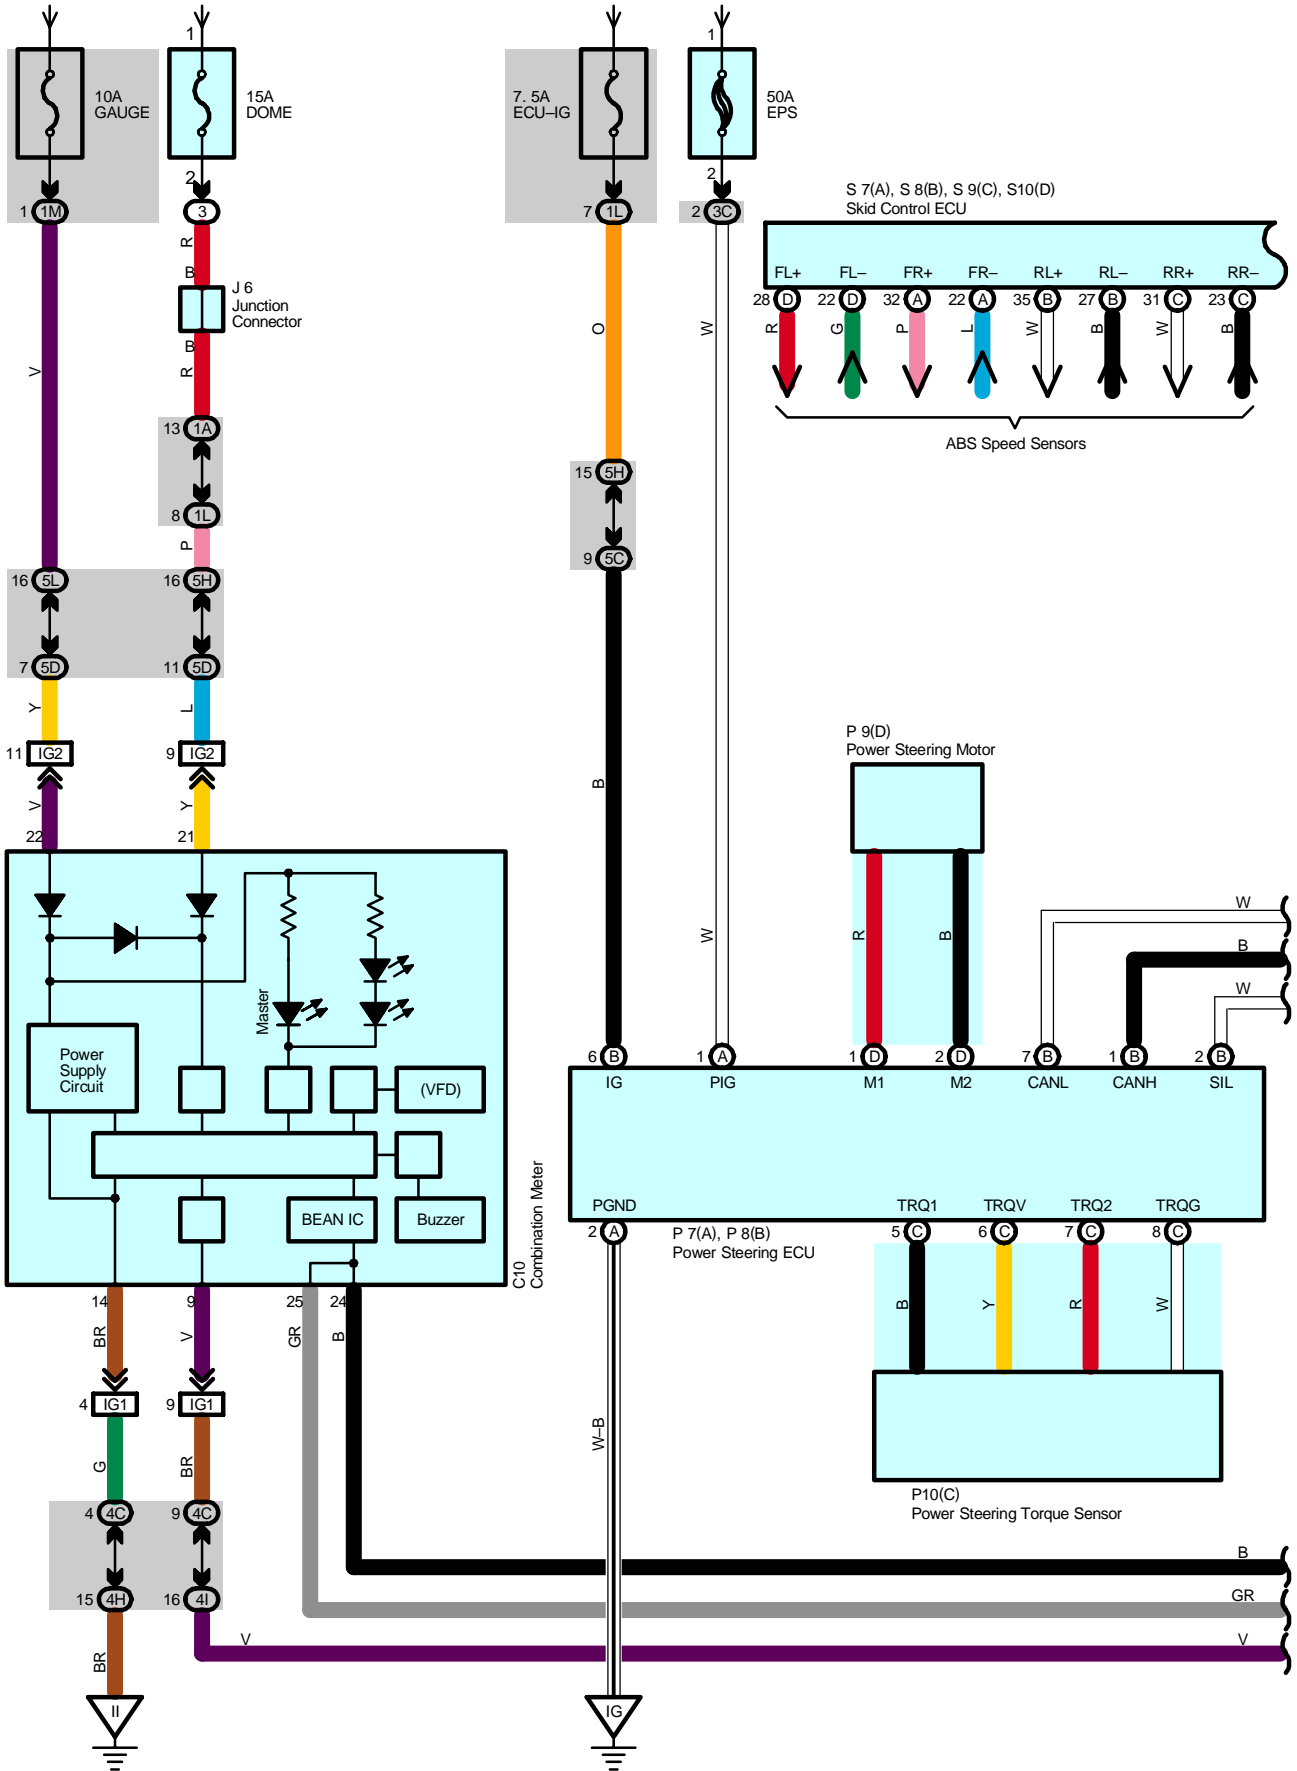 1
1
10A
GAUGE
15A
DOME
7. 5A
ECU–IG
50A
EPS
2
2
1 1M
3
7 1L
2 3C
S 7(A), S 8(B), S 9(C), S10(D)
Skid Control ECU
R
B
FL+ FL– FR+ FR– RL+ RL– RR+ RR–
28 D 22 D 32 A 22 A 35 B 27 B 31 C 23 C
J 6
Junction
Connector
R G P L W B W B
O
W
B
R
V
ABS Speed Sensors
13 1A
15 5H
8 1L
P
9 5C
16 5L
16 5H
7 5D
11 5D
Y
L
P 9(D)
Power Steering Motor
11 IG2
9 IG2
V
Y
B
22
21
R
B
W
W
B
W
Master
Power
Supply
Circuit
6 B
1 A
1 D
2 D
7 B
1 B
2 B
IG PIG M1 M2 CANL CANH SIL
(VFD)
BEAN IC
Buzzer
C10
Combination Meter
PGND
TRQ1 TRQV TRQ2 TRQG
2 A
P 7(A), P 8(B)
Power Steering ECU
5 C
6 C
7 C
8 C
14
9
25
24
BR
V
GR
B
B
Y
R
W
4 IG1
9 IG1
G
BR
W–B
P10(C)
Power Steering Torque Sensor
4 4C
9 4C
B
15 4H
16 4I
GR
V
V
BR
II
IG